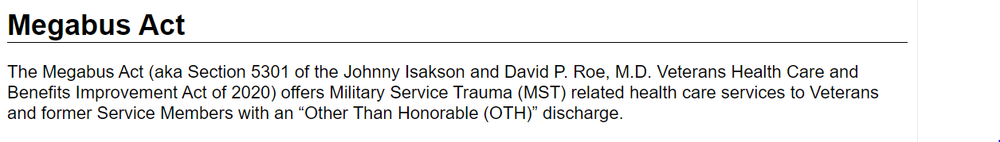 Megabus Act
The Megabus Act (aka Section 5301 of the Johnny Isakson and David P. Roe, M.D. Veterans Health Care and
Benefits Improvement Act of 2020) offers Military Service Trauma (MST) related health care services to Veterans
and former Service Members with an “Other Than Honorable (OTH)” discharge.